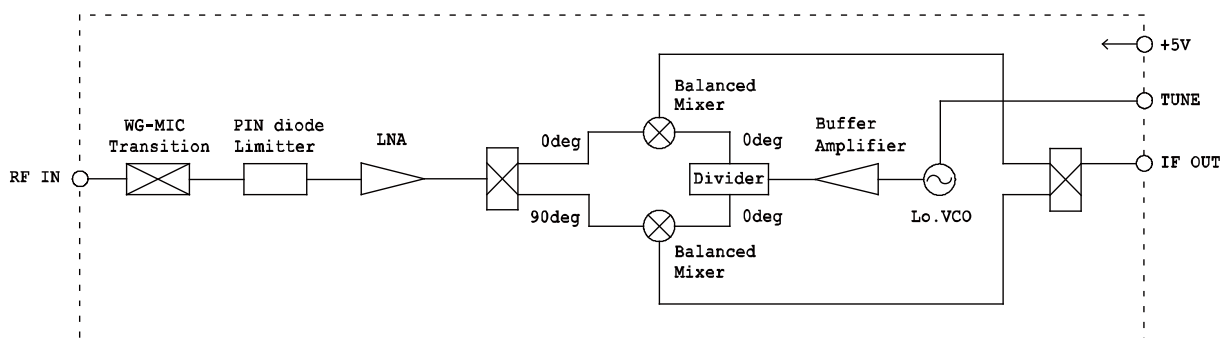 +5V
Balanced
Mixer
TUNE
WG-MIC
Transition
PIN diode
Limitter
LNA
0deg
0deg
Buffer
Amplifier
RF IN
Divider
IF OUT
90deg
0deg
Lo.VCO
Balanced
Mixer